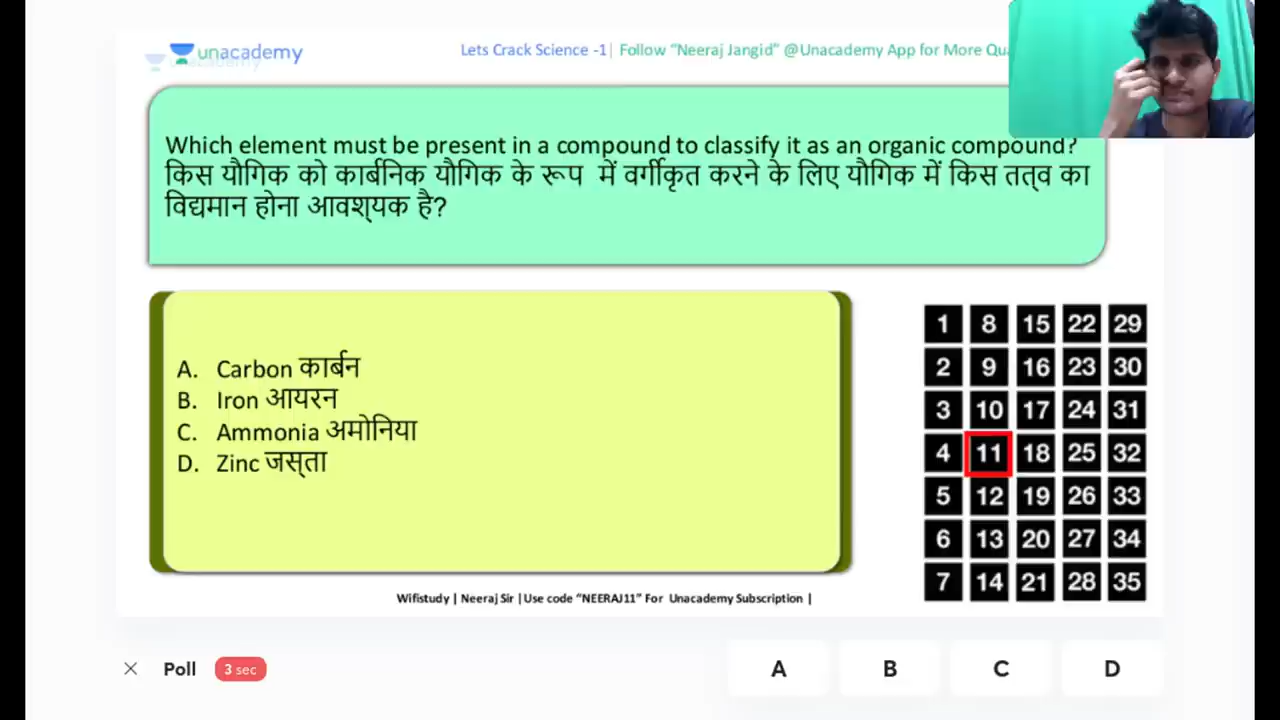 unacademy
Lets Crack Science -1| Follow “Neeraj Jangid” @Unacademy App for More
Which element must be present in a compound to classify it as an organic compound?
किस यौगिक को कार्बनिक यौगिक के रूप में वर्गीकृत करने के लिए यौगिक में किस तत्व का
विद्यमान होना आवश्यक है?
A. Carbon कार्बन
B. Iron आयरन
C. Ammonia अमोनिया
D. Zinc जस्ता
1 8 15 22 29
2 9 16 23 30
3 10 17 24 31
4 11 18 25 32
5 12 19 26 33
6 13 20 27 34
7 14 21 28 35
Wifistudy | Neeraj Sir | Use code “NEERAJ11” For Unacademy Subscription |
× Poll 3 sec A B C D